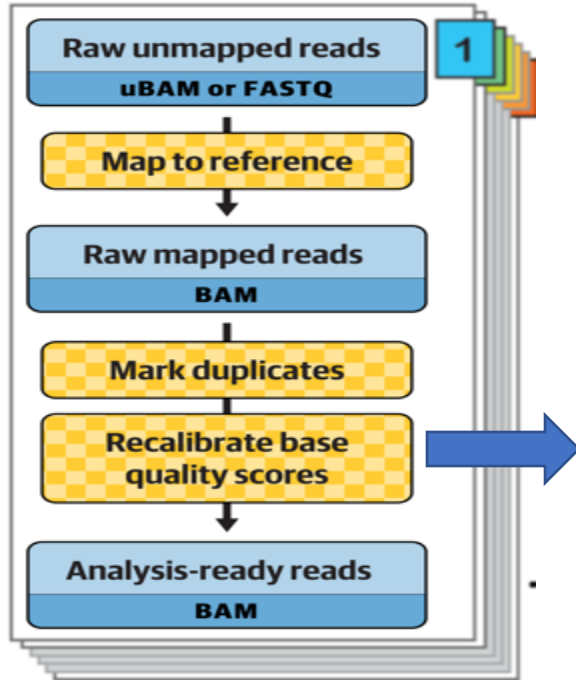 Raw unmapped reads
1
uBAM or FASTQ
Map to reference
Raw mapped reads
BAM
Mark duplicates
Recalibrate base
quality scores
Analysis-ready reads
BAM